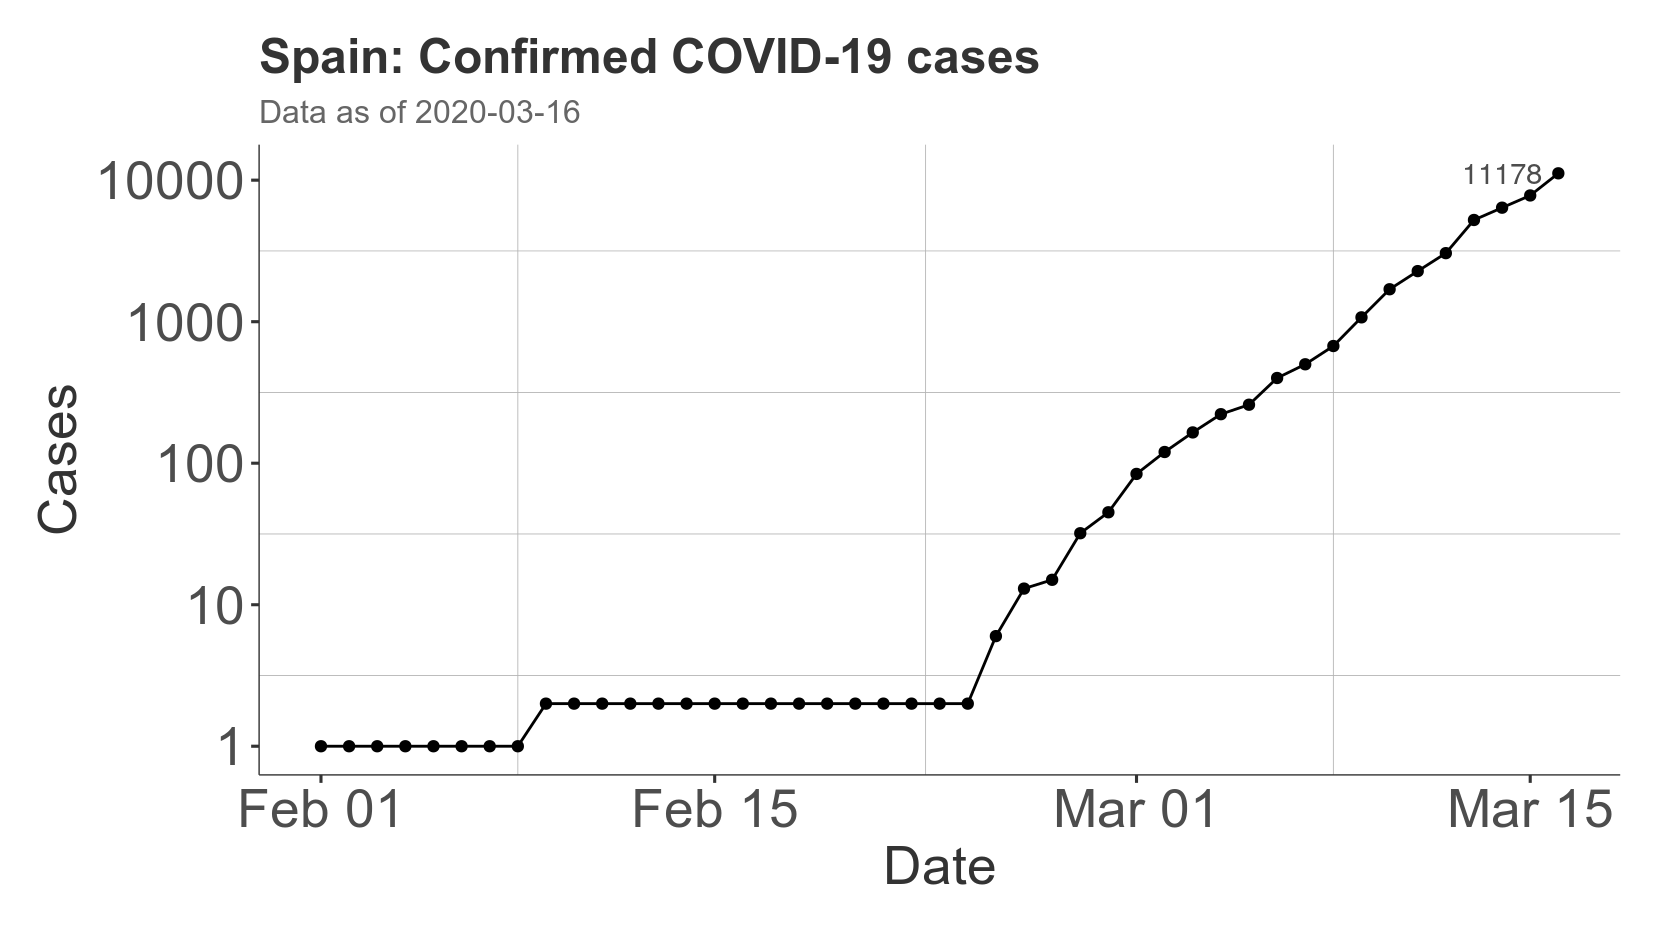 Spain: Confirmed COVID-19 cases
Data as of 2020-03-16
10000
1000
100
10
1
Cases
11178
Feb 01
Feb 15
Mar 01
Mar 15
Date